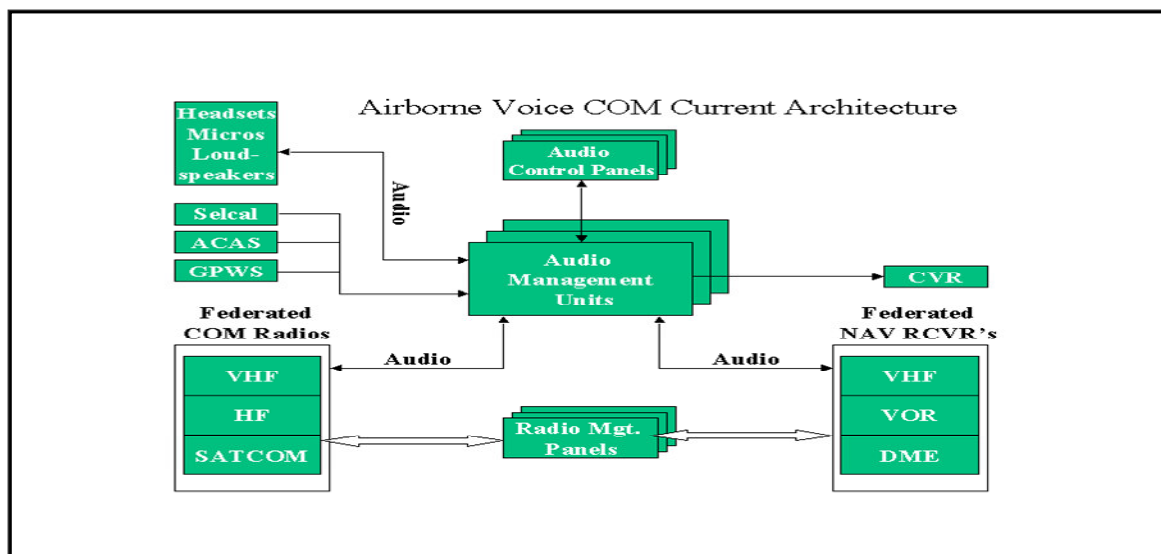 Airborne Voice COM Current Architecture
Headsets
Micros
Loud-
speakers
Audio
Control Panels
Audio
Selcal
ACAS
GPWS
Audio
Management
Units
CVR
Federated
COM Radios
Federated
NAV RCVR's
Audio
Audio
VHF
HF
SATCOM
Radio Mgt.
Panels
VHF
VOR
DME